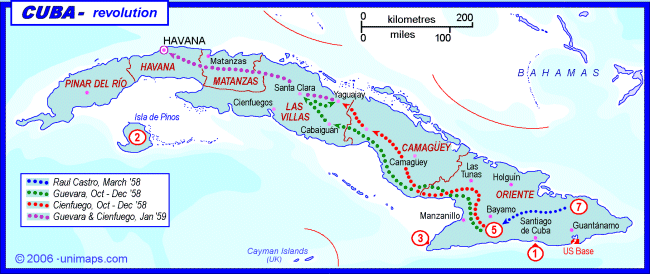 CUBA - revolution
0 kilometres 200
0 miles 100
HAVANA
Matanzas
HAVANA
MATANZAS
PINAR DEL RÍO
Santa Clara
Yaguajay
Cienfuegos
LAS
VILLAS
Cabaiguán
Isla de Pinos
2
BAHAMAS
CAMAGÜEY
Camagüey
Las
Tunas
Holguín
ORIENTE
Raul Castro, March '58
Guevara, Oct - Dec '58
Cienfuego, Oct - Dec '58
Guevara & Cienfuego, Jan '59
Manzanillo
Bayamo
7
5
Santiago
de Cuba
Guantánamo
3
1
US Base
Cayman Islands
(UK)
© 2006 -unimaps.com-